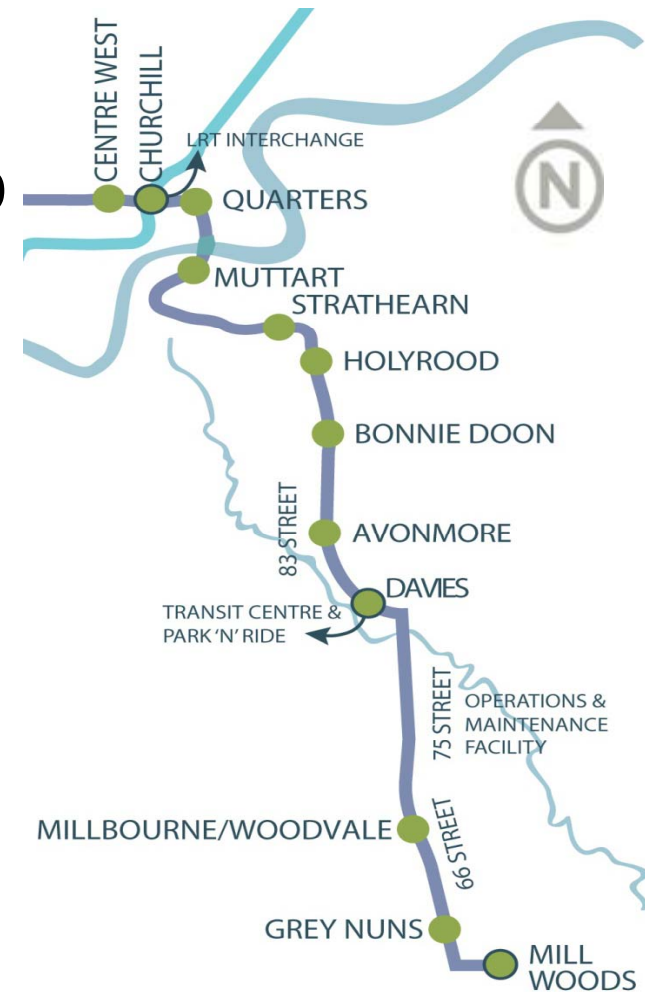 CENTRE WEST
CHURCHILL
LRT INTERCHANGE
N
QUARTERS
MUTTART
STRATHEARN
HOLYROOD
BONNIE DOON
83 STREET
AVONMORE
DAVIES
TRANSIT CENTRE &
PARK ‘N’ RIDE
75 STREET
OPERATIONS &
MAINTENANCE
FACILITY
MILLBOURNE/WOODVALE
66 STREET
GREY NUNS
MILL
WOODS